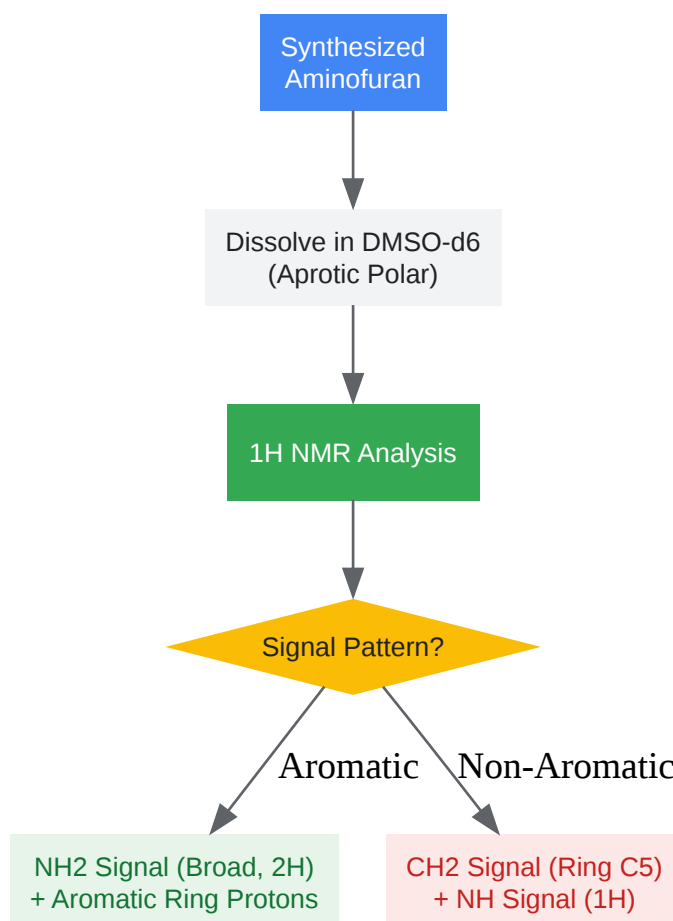 Synthesized
Aminofuran
Dissolve in DMSO-d6
(Aprotic Polar)
1H NMR Analysis
Signal Pattern?
Aromatic
Non-Aromatic
NH2 Signal (Broad, 2H)
+ Aromatic Ring Protons
CH2 Signal (Ring C5)
+ NH Signal (1H)